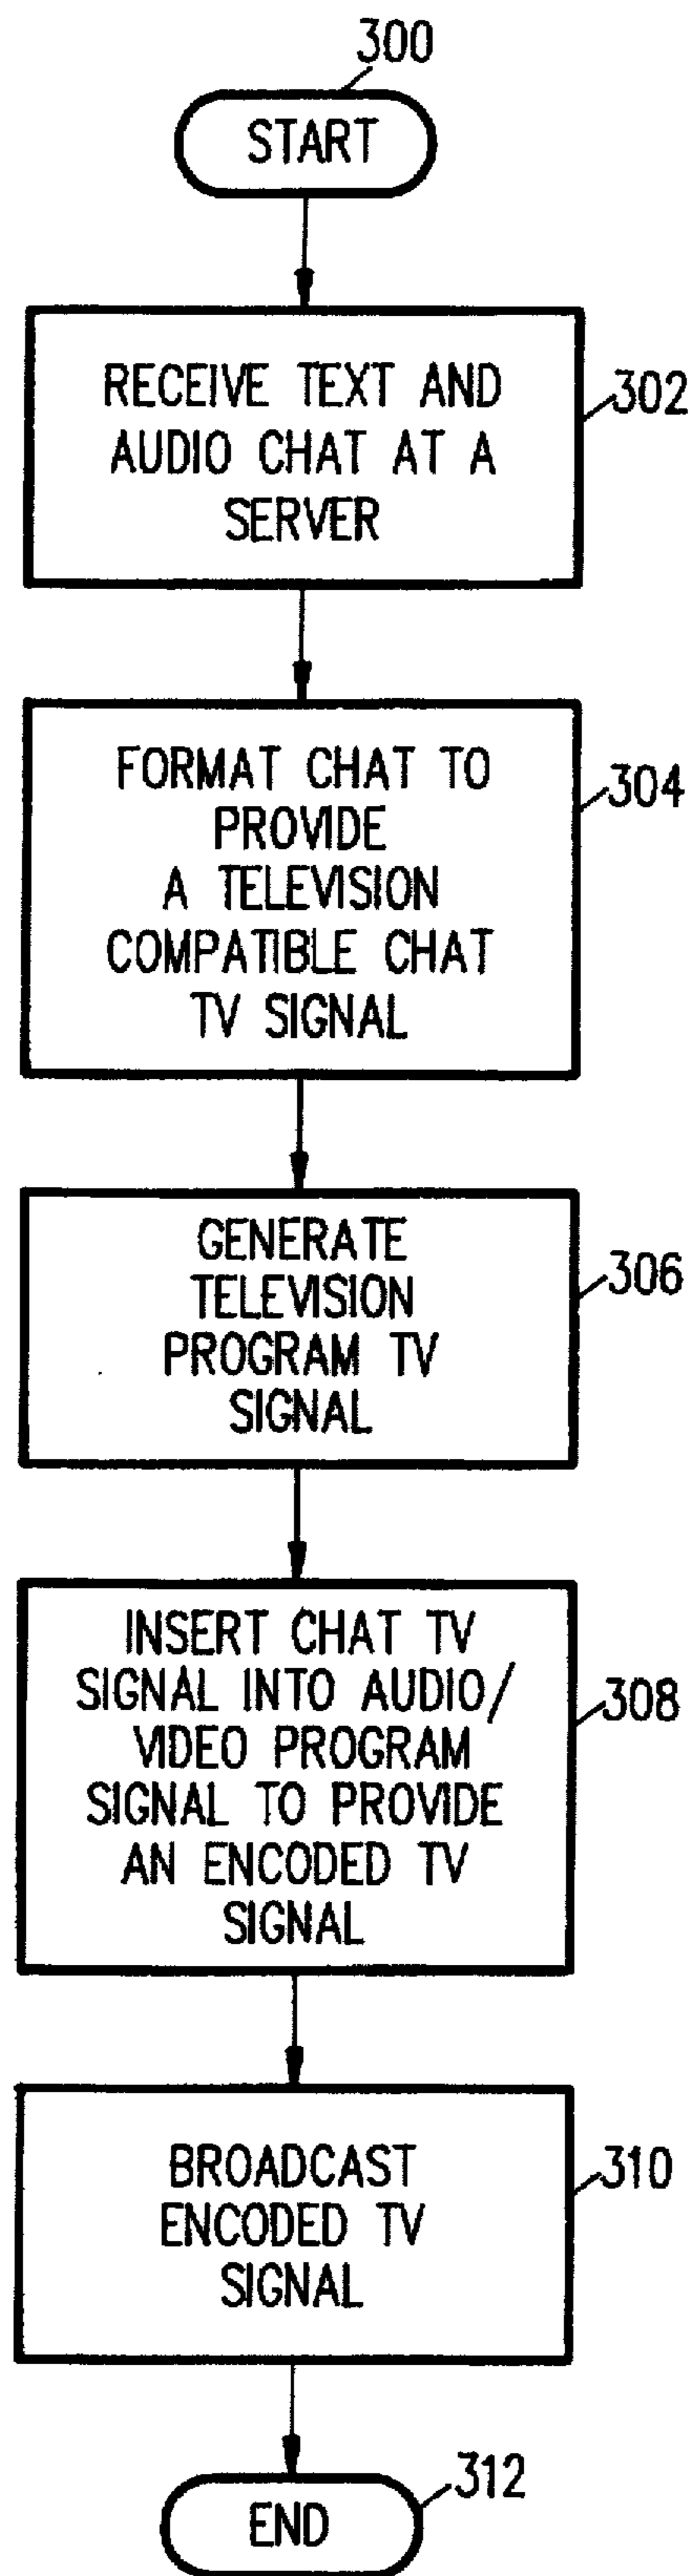 300
START
RECEIVE TEXT AND
AUDIO CHAT AT A
SERVER
302
FORMAT CHAT TO
PROVIDE
A TELEVISION
COMPATIBLE CHAT
TV SIGNAL
304
GENERATE
TELEVISION
PROGRAM TV
SIGNAL
306
INSERT CHAT TV
SIGNAL INTO AUDIO/
VIDEO PROGRAM
SIGNAL TO PROVIDE
AN ENCODED TV
SIGNAL
308
BROADCAST
ENCODED TV
SIGNAL
310
312
END